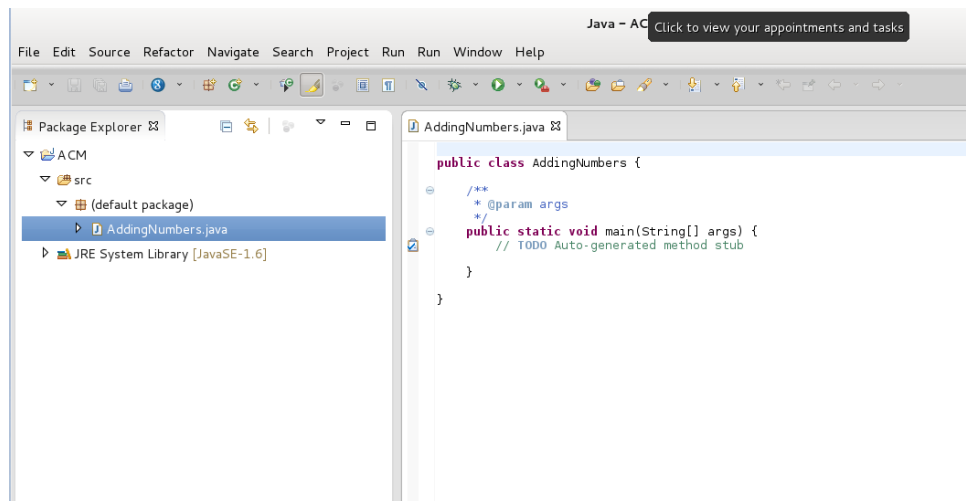 Java - AC
Click to view your appointments and tasks
File Edit Source Refactor Navigate Search Project Run Run Window Help
Package Explorer
ACM
src
(default package)
AddingNumbers.java
JRE System Library [JavaSE-1.6]
AddingNumbers.java
public class AddingNumbers {
/**
* @param args
*/
public static void main(String[] args) {
// TODO Auto-generated method stub
}
}